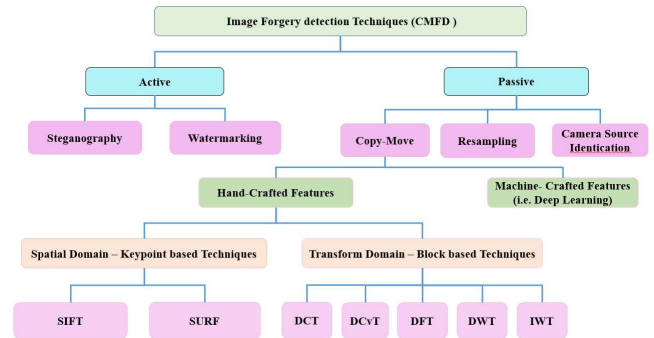 Image Forgery detection Techniques (CMFD )
Active
Passive
Steganography
Watermarking
Copy-Move
Resampling
Camera Source
Identication
Hand-Crafted Features
Machine- Crafted Features
(i.e. Deep Learning)
Spatial Domain – Keypoint based Techniques
Transform Domain – Block based Techniques
SIFT
SURF
DCT
DCvT
DFT
DWT
IWT